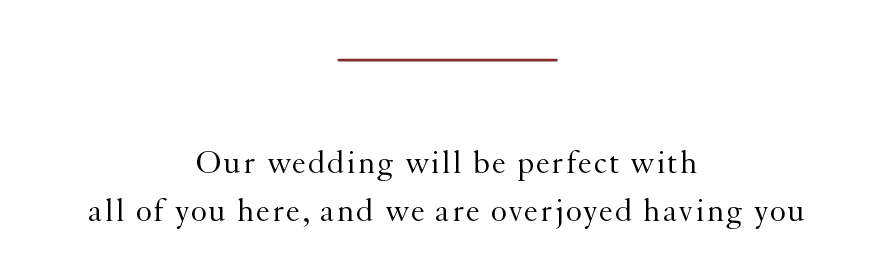 Our wedding will be perfect with
all of you here, and we are overjoyed having you